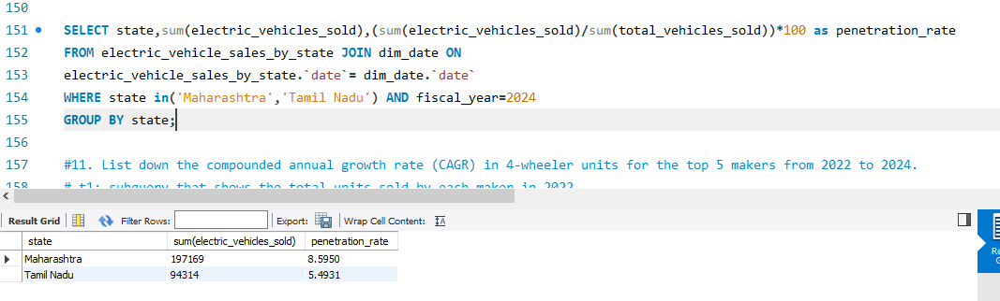 150
151 SELECT state,sum(electric_vehicles_sold),(sum(electric_vehicles_sold)/sum(total_vehicles_sold))*100 as penetration_rate
152 FROM electric_vehicle_sales_by_state JOIN dim_date ON
153 electric_vehicle_sales_by_state.`date`= dim_date.`date`
154 WHERE state in('Maharashtra','Tamil Nadu') AND fiscal_year=2024
155 GROUP BY state;
156
157 #11. List down the compounded annual growth rate (CAGR) in 4-wheeler units for the top 5 makers from 2022 to 2024.
158 # t1: subquery that shows the total units sold by each maker in 2022
Result Grid Filter Rows: Export: Wrap Cell Content:
state sum(electric_vehicles_sold) penetration_rate
Maharashtra 197169 8.5950
Tamil Nadu 94314 5.4931